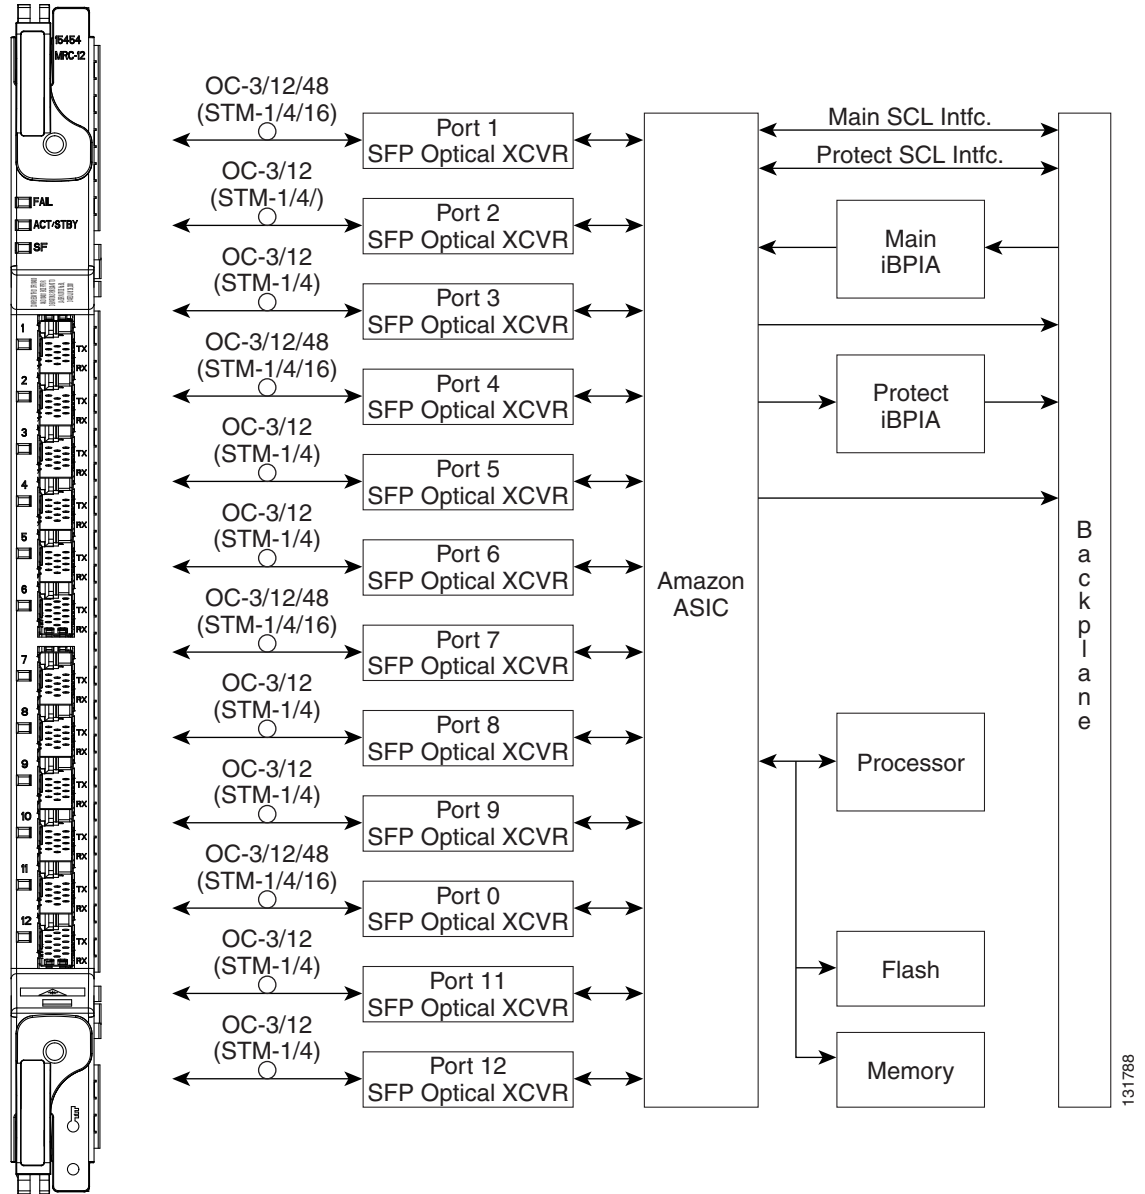 15454
MRC-12
FAIL
ACT/STBY
SF
1
TX
RX
2
TX
RX
3
TX
RX
4
TX
RX
5
TX
RX
6
TX
RX
7
TX
RX
8
TX
RX
9
TX
RX
10
TX
RX
11
TX
RX
12
TX
RX
OC-3/12/48
(STM-1/4/16)
Port 1
SFP Optical XCVR
OC-3/12
(STM-1/4/)
Port 2
SFP Optical XCVR
OC-3/12
(STM-1/4)
Port 3
SFP Optical XCVR
OC-3/12/48
(STM-1/4/16)
Port 4
SFP Optical XCVR
OC-3/12
(STM-1/4)
Port 5
SFP Optical XCVR
OC-3/12
(STM-1/4)
Port 6
SFP Optical XCVR
OC-3/12/48
(STM-1/4/16)
Port 7
SFP Optical XCVR
OC-3/12
(STM-1/4)
Port 8
SFP Optical XCVR
OC-3/12
(STM-1/4)
Port 9
SFP Optical XCVR
OC-3/12/48
(STM-1/4/16)
Port 0
SFP Optical XCVR
OC-3/12
(STM-1/4)
Port 11
SFP Optical XCVR
OC-3/12
(STM-1/4)
Port 12
SFP Optical XCVR
Amazon
ASIC
Main SCL Intfc.
Protect SCL Intfc.
Main
iBPIA
Protect
iBPIA
Processor
Flash
Memory
Backplane
131788